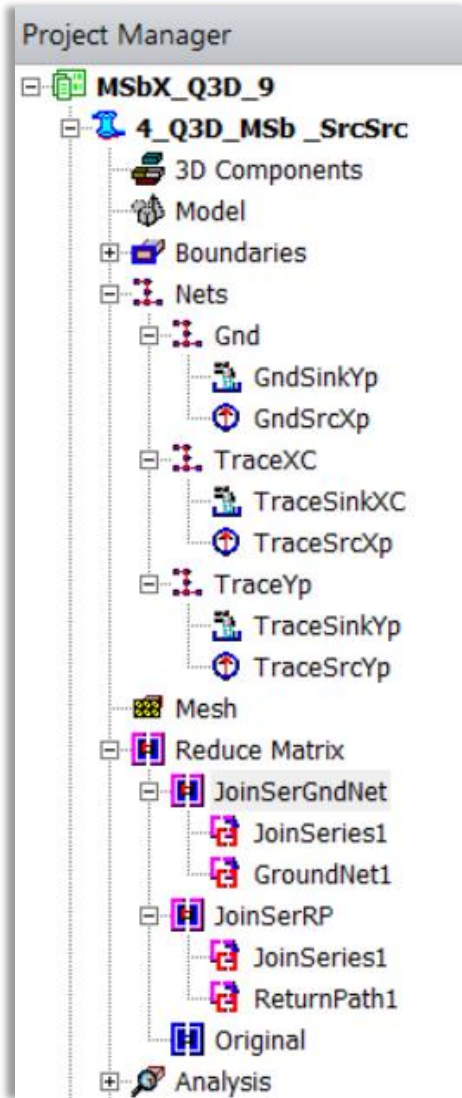 Project Manager
MSbX_Q3D_9
4_Q3D_MSb _SrcSrc
3D Components
Model
Boundaries
Nets
Gnd
GndSinkYp
GndSrcXp
TraceXC
TraceSinkXC
TraceSrcXp
TraceYp
TraceSinkYp
TraceSrcYp
Mesh
Reduce Matrix
JoinSerGndNet
JoinSeries1
GroundNet1
JoinSerRP
JoinSeries1
ReturnPath1
Original
Analysis